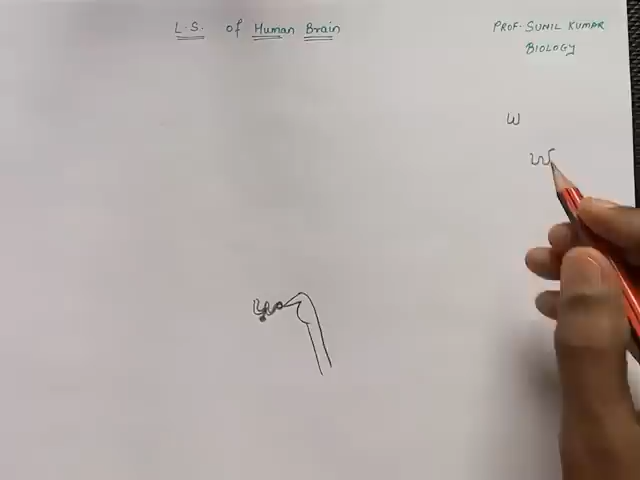 L.S. of Human Brain
PROF. SUNIL KUMAR
BIOLOGY
W
W